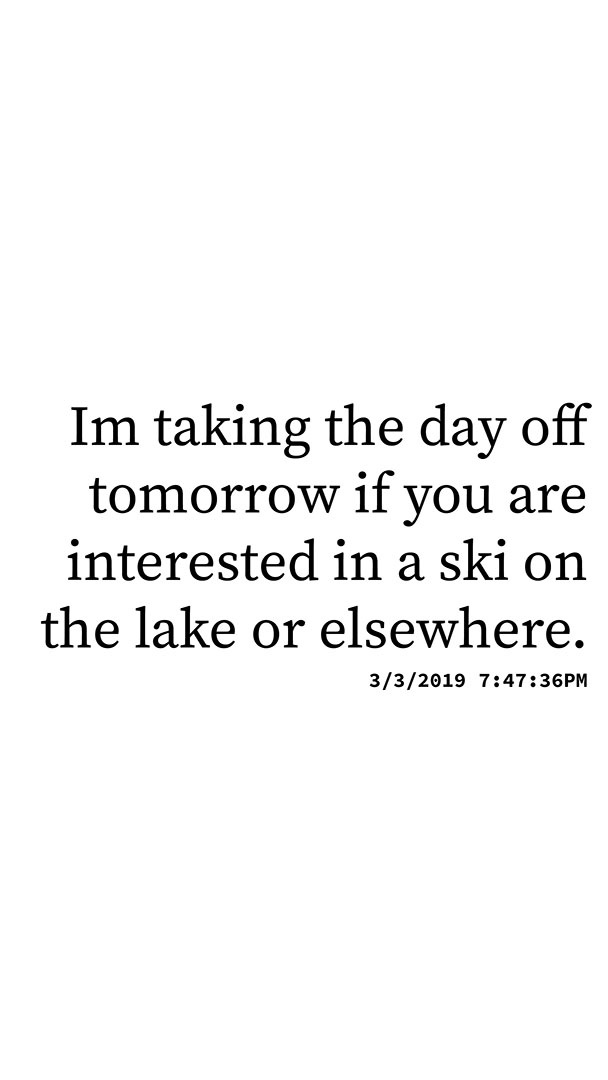 Im taking the day off
tomorrow if you are
interested in a ski on
the lake or elsewhere.
3/3/2019 7:47:36PM